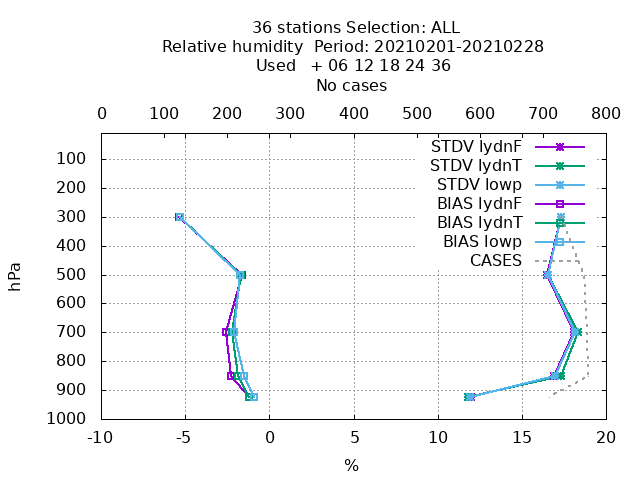 36 stations Selection: ALL
Relative humidity  Period: 20210201-20210228
Used   + 06 12 18 24 36
No cases
0 100 200 300 400 500 600 700 800
STDV lydnF
STDV lydnT
STDV lowp
BIAS lydnF
BIAS lydnT
BIAS lowp
CASES
100
200
300
400
500
600
700
800
900
1000
hPa
-10 -5 0 5 10 15 20
%